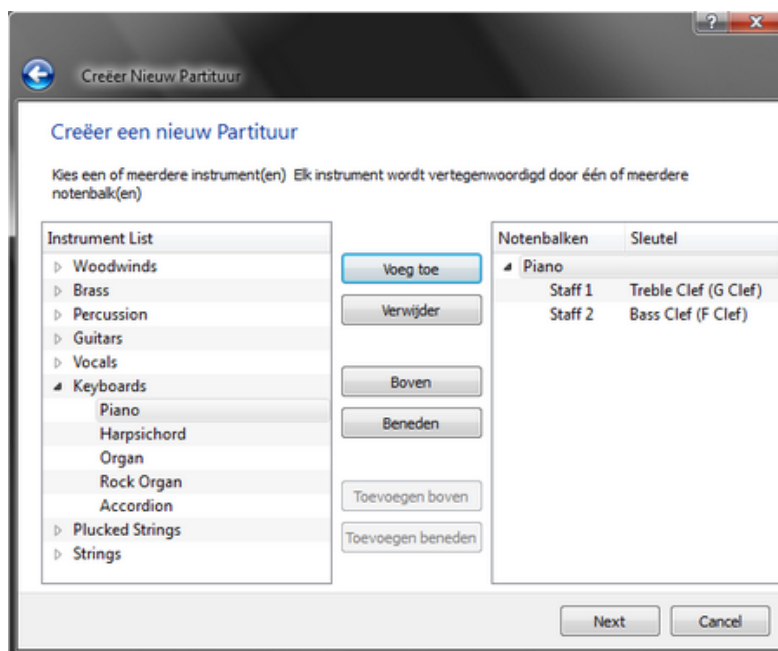 Creëer Nieuw Partituur
Creëer een nieuw Partituur
Kies een of meerdere instrument(en) Elk instrument wordt vertegenwoordigd door één of meerdere
notenbalk(en)
Instrument List
Woodwinds
Brass
Percussion
Guitars
Vocals
Keyboards
Piano
Harpsichord
Organ
Rock Organ
Accordion
Plucked Strings
Strings
Voeg toe
Verwijder
Boven
Beneden
Toevoegen boven
Toevoegen beneden
Notenbalken Sleutel
Piano
Staff 1 Treble Clef (G Clef)
Staff 2 Bass Clef (F Clef)
Next Cancel